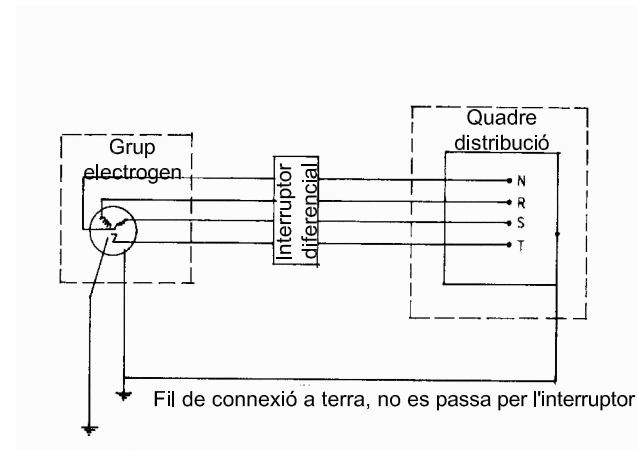 Grup
electrogen
Interruptor
diferencial
Quadre
distribució
N
R
S
T
Fil de connexió a terra, no es passa per l'interruptor